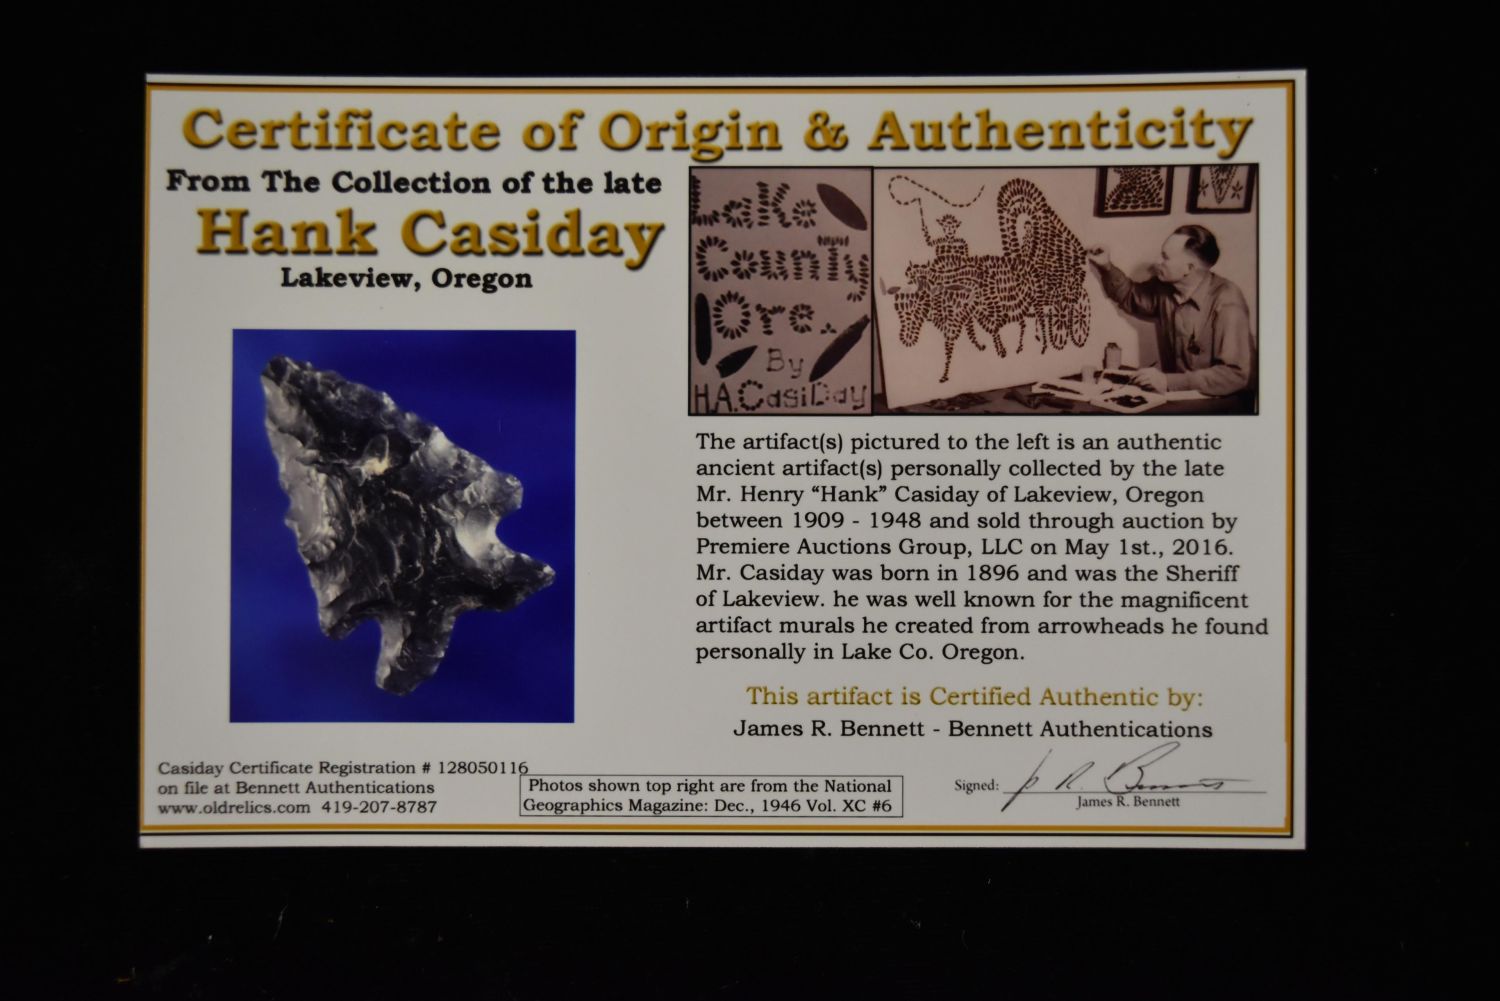 Certificate of Origin & Authenticity
From The Collection of the late
Hank Casiday
Lakeview, Oregon
Lake
County
Ore.
By
H.A.CasiDay
The artifact(s) pictured to the left is an authentic
ancient artifact(s) personally collected by the late
Mr. Henry “Hank” Casiday of Lakeview, Oregon
between 1909 - 1948 and sold through auction by
Premiere Auctions Group, LLC on May 1st., 2016.
Mr. Casiday was born in 1896 and was the Sheriff
of Lakeview. he was well known for the magnificent
artifact murals he created from arrowheads he found
personally in Lake Co. Oregon.
This artifact is Certified Authentic by:
James R. Bennett - Bennett Authentications
Casiday Certificate Registration # 128050116
on file at Bennett Authentications
www.oldrelics.com 419-207-8787
Photos shown top right are from the National
Geographics Magazine: Dec., 1946 Vol. XC #6
Signed: J R. Bennett
James R. Bennett